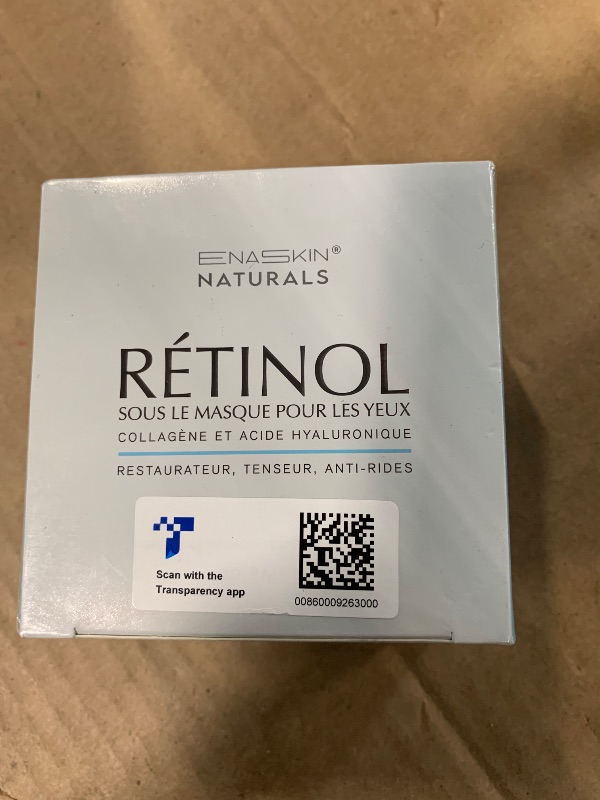 ENASKIN®
NATURALS
RÉTINOL
SOUS LE MASQUE POUR LES YEUX
COLLAGÈNE ET ACIDE HYALURONIQUE
RESTAURATEUR, TENSEUR, ANTI-RIDES
Scan with the
Transparency app
00860009263000